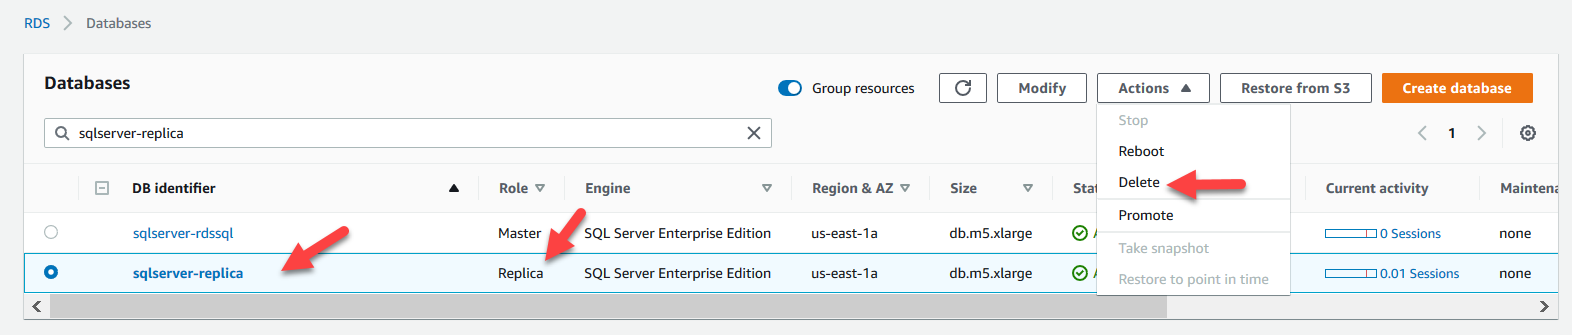 RDS > Databases
Databases
Group resources
Modify
Actions
Restore from S3
Create database
sqlserver-replica
1
Stop
Reboot
Delete
Promote
Take snapshot
Restore to point in time
DB identifier Role Engine Region & AZ Size Stat Current activity Maintena
sqlserver-rdssql Master SQL Server Enterprise Edition us-east-1a db.m5.xlarge A 0 Sessions none
sqlserver-replica Replica SQL Server Enterprise Edition us-east-1a db.m5.xlarge A 0.01 Sessions none